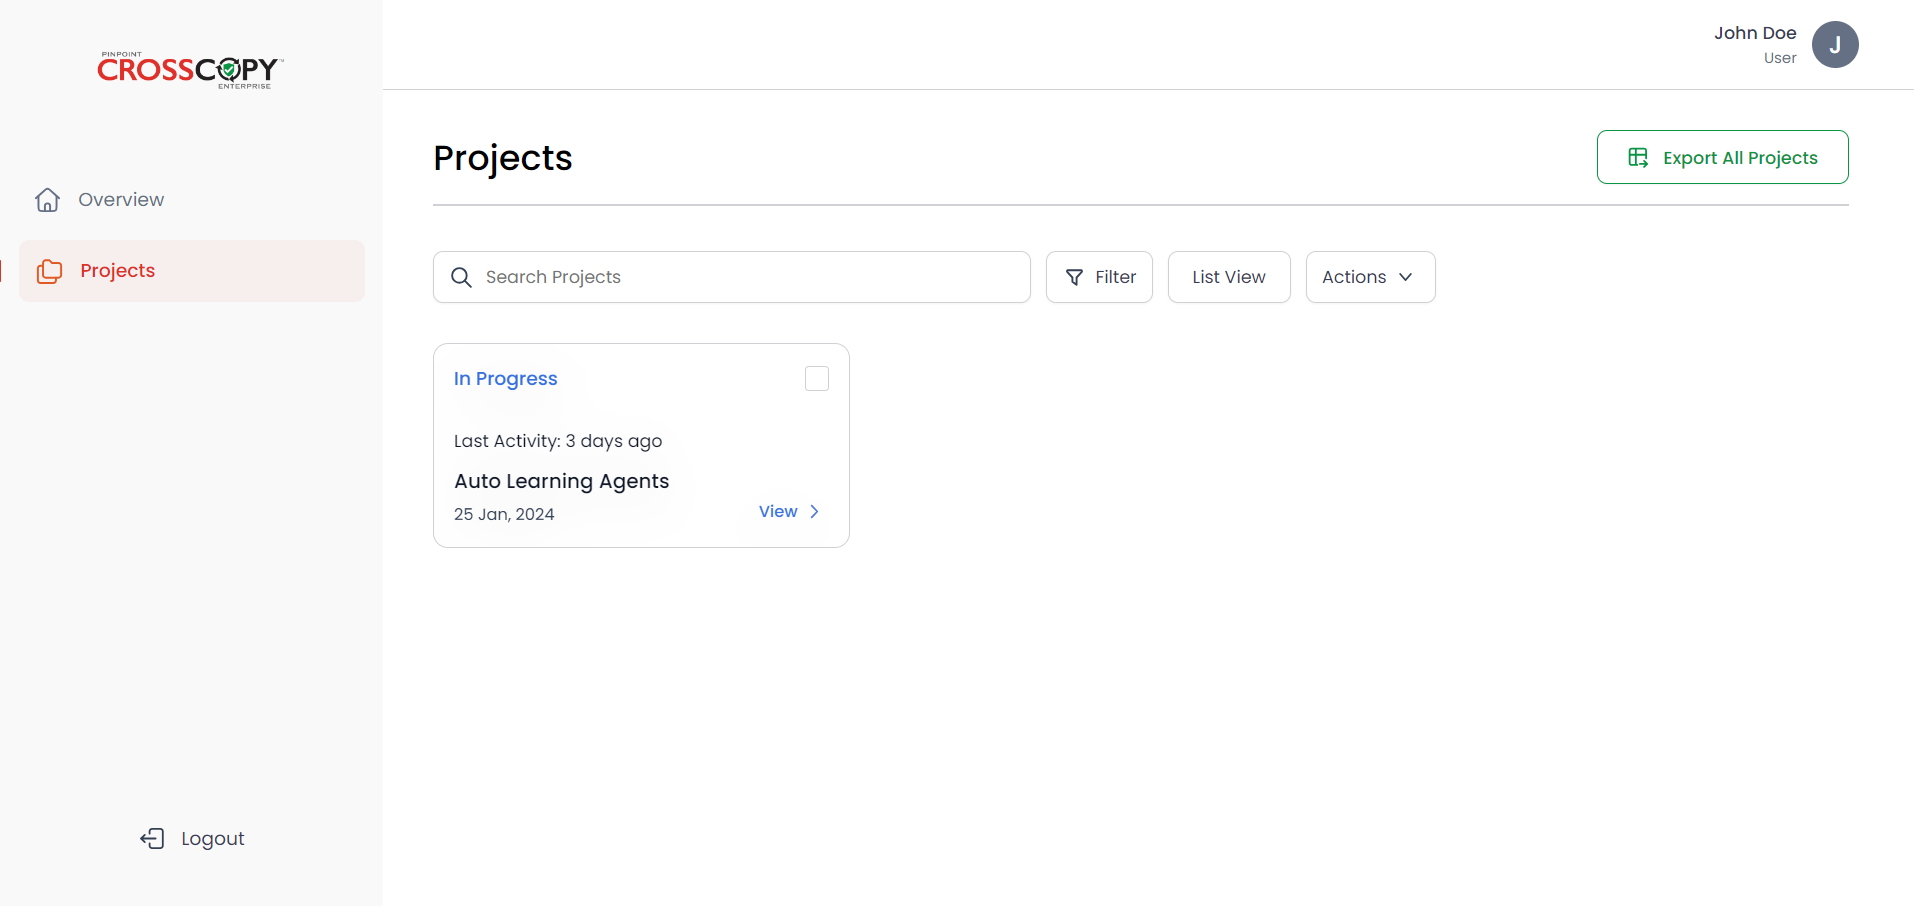 PINPOINT
CROSSCOPY™
ENTERPRISE
John Doe
User
J
Overview
Projects
Logout
Projects
Export All Projects
Search Projects
Filter
List View
Actions
In Progress
Last Activity: 3 days ago
Auto Learning Agents
25 Jan, 2024
View